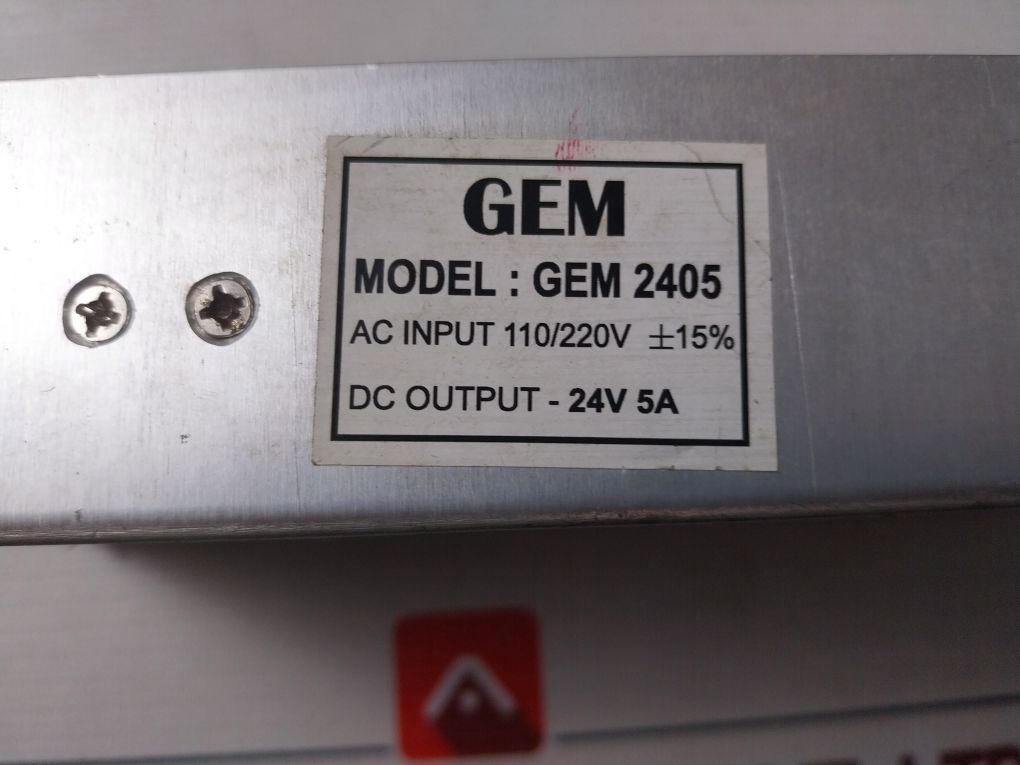 GEM
MODEL : GEM 2405
AC INPUT 110/220V ±15%
DC OUTPUT - 24V 5A